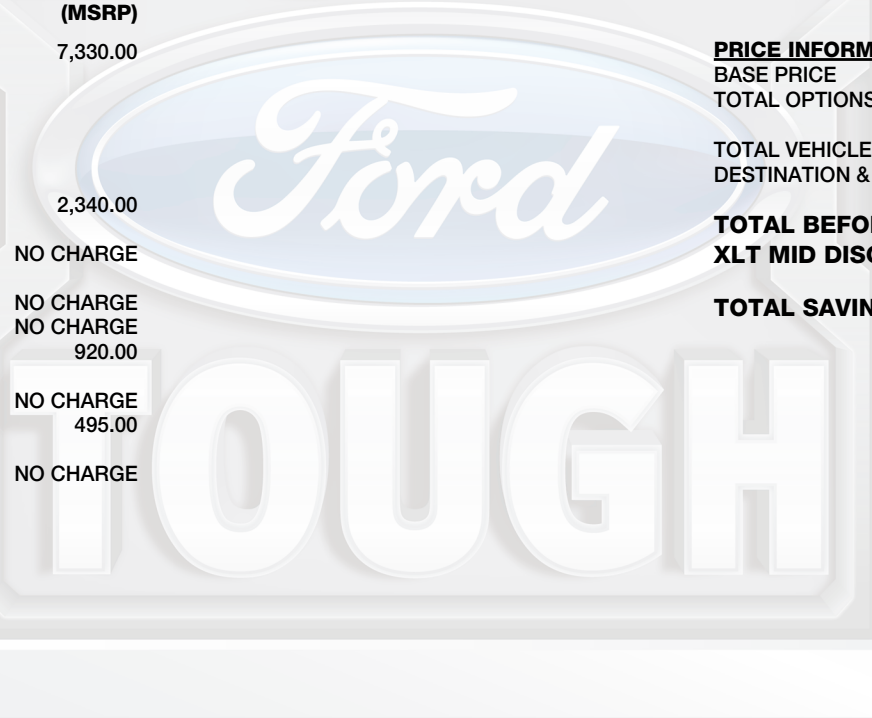 (MSRP)
7,330.00
2,340.00
NO CHARGE
NO CHARGE
NO CHARGE
920.00
NO CHARGE
495.00
NO CHARGE
PRICE INFORM
BASE PRICE
TOTAL OPTIONS
TOTAL VEHICLE
DESTINATION &
TOTAL BEFO
XLT MID DISC
TOTAL SAVIN
Ford
TOUGH